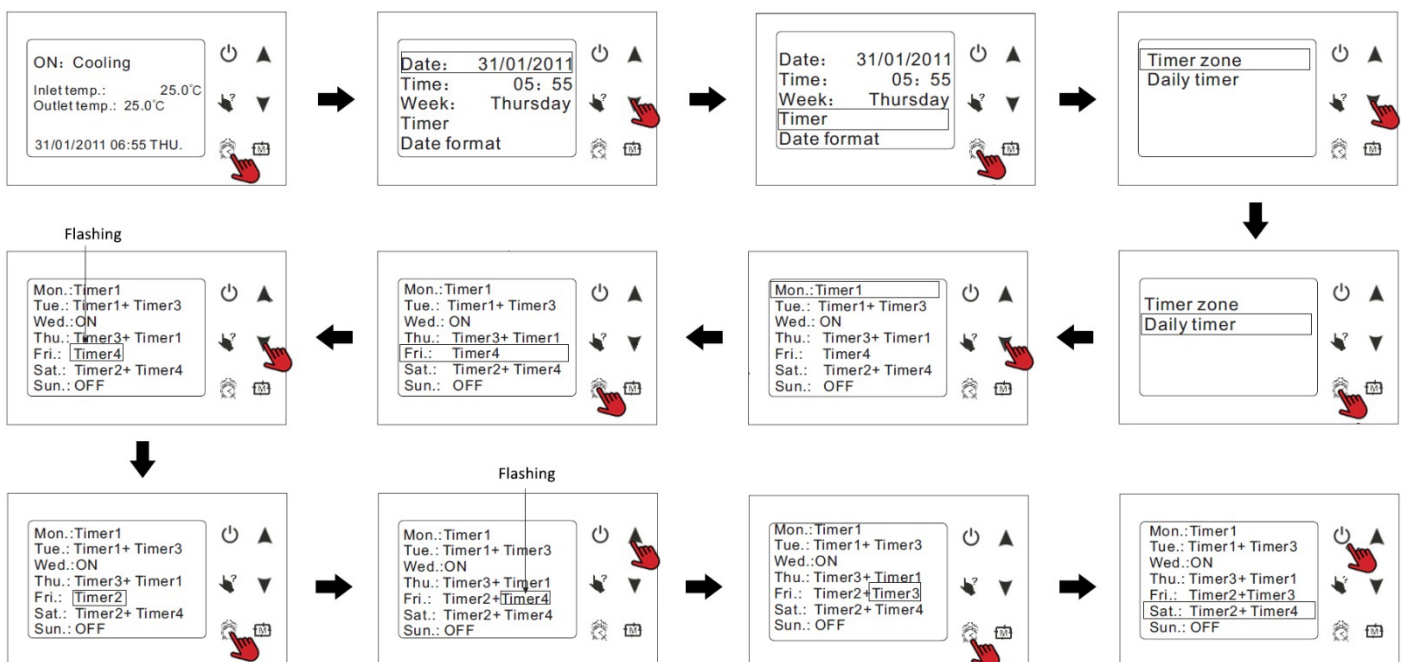 ON: Cooling
Inlet temp.: 25.0℃
Outlet temp.: 25.0℃
31/01/2011 06:55 THU.
?
M
Date: 31/01/2011
Time: 05: 55
Week: Thursday
Timer
Date format
?
M
Date: 31/01/2011
Time: 05: 55
Week: Thursday
Timer
Date format
?
M
Timer zone
Daily timer
?
M
Flashing
Mon.:Timer1
Tue.: Timer1+ Timer3
Wed.:ON
Thu.: Timer3+ Timer1
Fri.: Timer4
Sat.: Timer2+ Timer4
Sun.: OFF
?
M
Mon.:Timer1
Tue.: Timer1+ Timer3
Wed.: ON
Thu.: Timer3+ Timer1
Fri.: Timer4
Sat.: Timer2+ Timer4
Sun.: OFF
?
M
Mon.:Timer1
Tue.: Timer1+ Timer3
Wed.: ON
Thu.: Timer3+ Timer1
Fri.: Timer4
Sat.: Timer2+ Timer4
Sun.: OFF
?
M
Timer zone
Daily timer
?
M
Mon.:Timer1
Tue.: Timer1+ Timer3
Wed.:ON
Thu.: Timer3+ Timer1
Fri.: Timer2
Sat.: Timer2+ Timer4
Sun.: OFF
?
M
Flashing
Mon.:Timer1
Tue.: Timer1+ Timer3
Wed.:ON
Thu.: Timer3+ Timer1
Fri.: Timer2+Timer4
Sat.: Timer2+ Timer4
Sun.: OFF
?
M
Mon.:Timer1
Tue.: Timer1+ Timer3
Wed.:ON
Thu.: Timer3+ Timer1
Fri.: Timer2+Timer3
Sat.: Timer2+ Timer4
Sun.: OFF
?
M
Mon.:Timer1
Tue.: Timer1+ Timer3
Wed.:ON
Thu.: Timer3+ Timer1
Fri.: Timer2+Timer3
Sat.: Timer2+ Timer4
Sun.: OFF
?
M